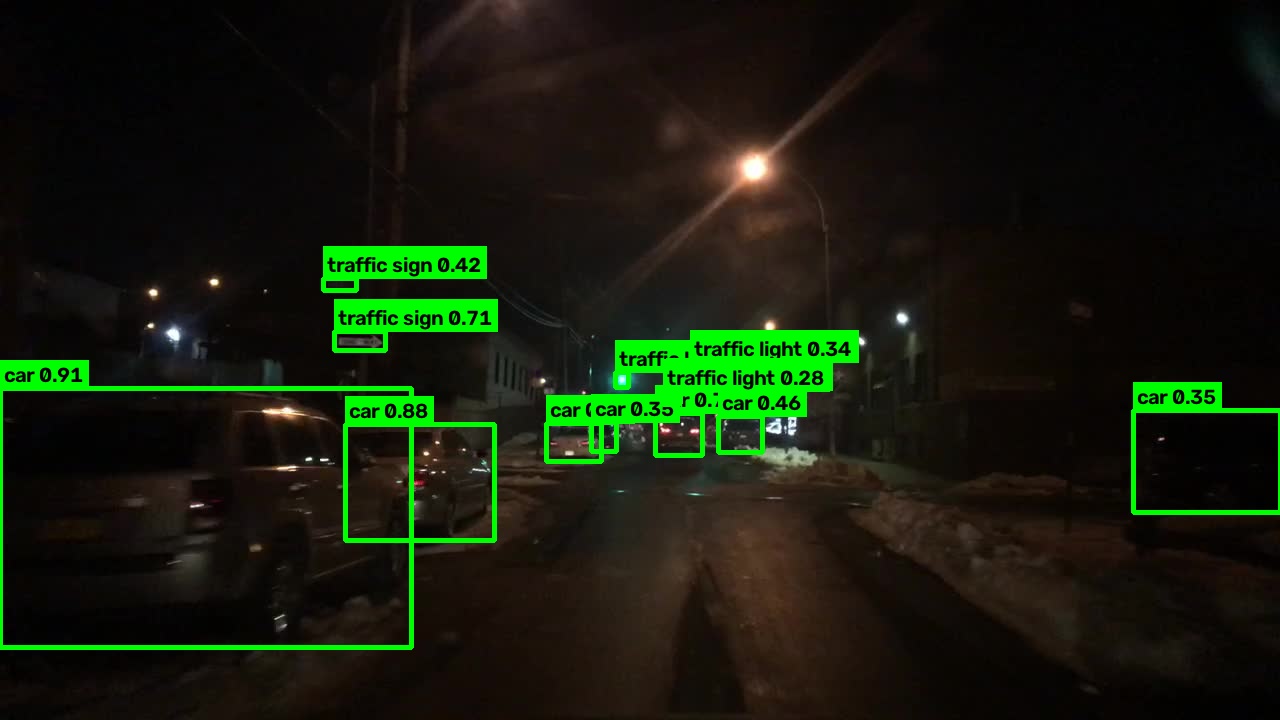 traffic sign 0.42
traffic sign 0.71
traffic light 0.34
traffic light 0.28
car 0.91
car 0.88
car 0.35
car 0.46
car 0.35